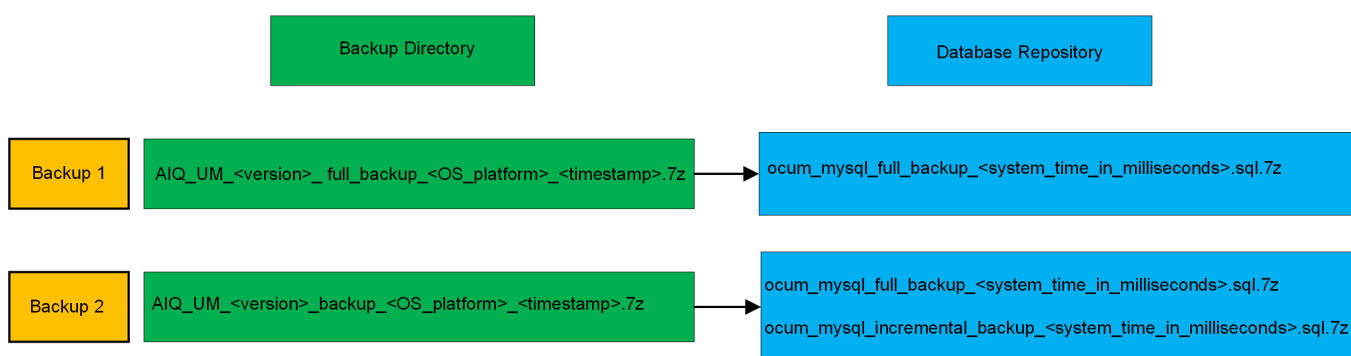 Backup Directory
Database Repository
Backup 1
AIQ_UM_<version>_ full_backup_<OS_platform>_<timestamp>.7z
ocum_mysql_full_backup_<system_time_in_milliseconds>.sql.7z
Backup 2
AIQ_UM_<version>_backup_<OS_platform>_<timestamp>.7z
ocum_mysql_full_backup_<system_time_in_milliseconds>.sql.7z
ocum_mysql_incremental_backup_<system_time_in_milliseconds>.sql.7z